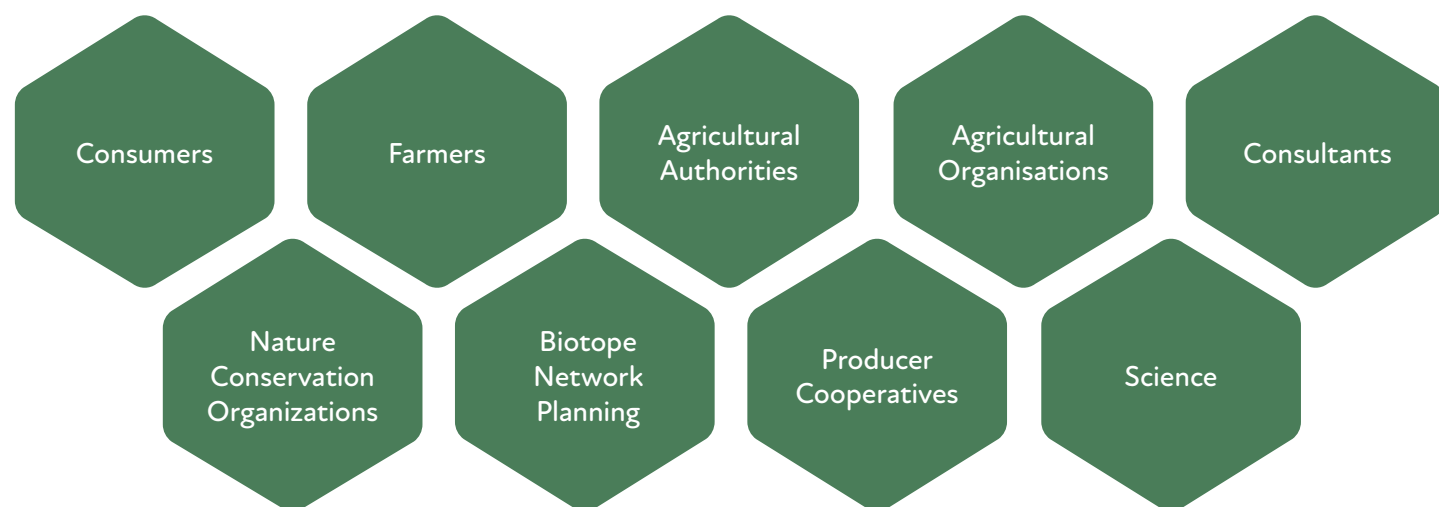 Consumers
Farmers
Agricultural
Authorities
Agricultural
Organisations
Consultants
Nature
Conservation
Organizations
Biotope
Network
Planning
Producer
Cooperatives
Science